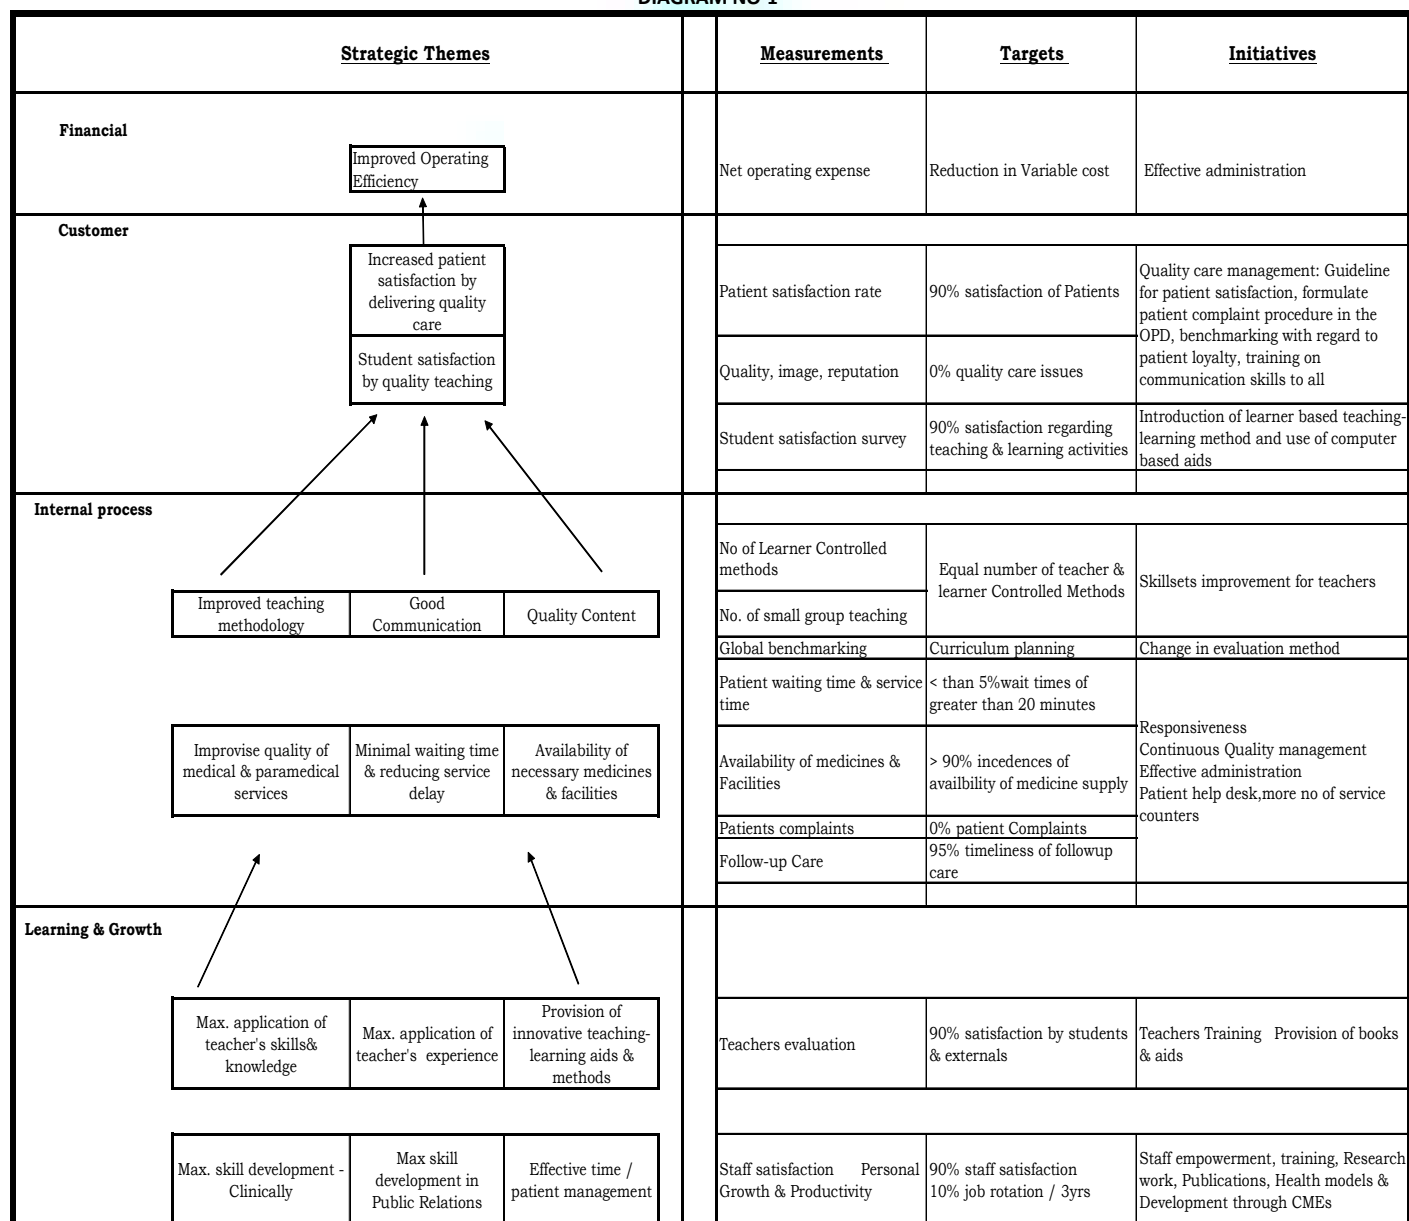 DIAGRAM NO 1
Strategic Themes
Measurements
Targets
Initiatives
Financial
Improved Operating
Efficiency
Net operating expense
Reduction in Variable cost
Effective administration
Customer
Increased patient
satisfaction by
delivering quality
care
Student satisfaction
by quality teaching
Patient satisfaction rate
90% satisfaction of Patients
Quality care management: Guideline
for patient satisfaction, formulate
patient complaint procedure in the
OPD, benchmarking with regard to
patient loyalty, training on
communication skills to all
Quality, image, reputation
0% quality care issues
Student satisfaction survey
90% satisfaction regarding
teaching & learning activities
Introduction of learner based teaching-
learning method and use of computer
based aids
Internal process
Improved teaching
methodology
Good
Communication
Quality Content
No of Learner Controlled
methods
Equal number of teacher &
learner Controlled Methods
Skillsets improvement for teachers
No. of small group teaching
Global benchmarking
Curriculum planning
Change in evaluation method
Improvise quality of
medical & paramedical
services
Minimal waiting time
& reducing service
delay
Availability of
necessary medicines
& facilities
Patient waiting time & service
time
< than 5%wait times of
greater than 20 minutes
Responsiveness
Continuous Quality management
Effective administration
Patient help desk,more no of service
counters
Availability of medicines &
Facilities
> 90% incedences of
availbility of medicine supply
Patients complaints
0% patient Complaints
Follow-up Care
95% timeliness of followup
care
Learning & Growth
Max. application of
teacher's skills&
knowledge
Max. application of
teacher's experience
Provision of
innovative teaching-
learning aids &
methods
Teachers evaluation
90% satisfaction by students
& externals
Teachers Training Provision of books
& aids
Max. skill development -
Clinically
Max skill
development in
Public Relations
Effective time /
patient management
Staff satisfaction Personal
Growth & Productivity
90% staff satisfaction
10% job rotation / 3yrs
Staff empowerment, training, Research
work, Publications, Health models &
Development through CMEs